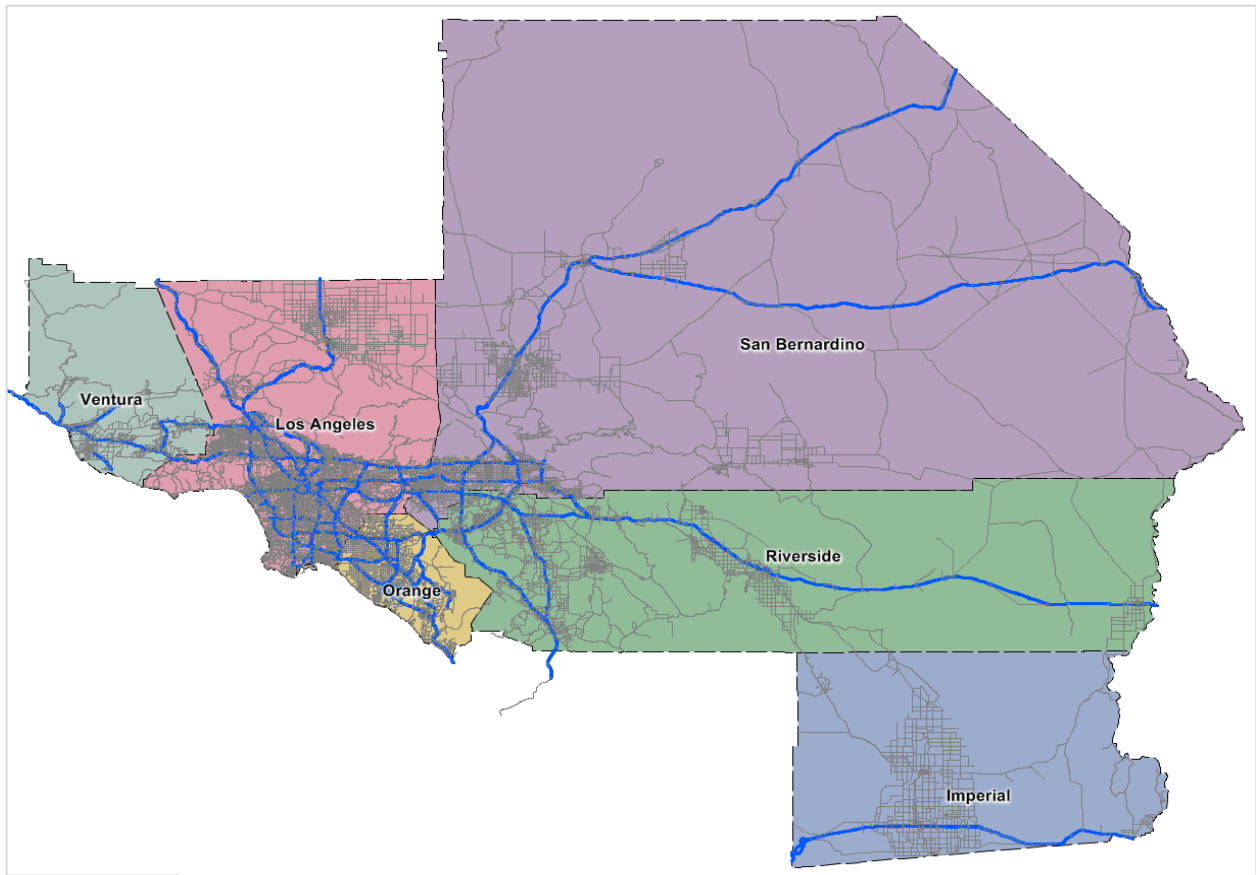 San Bernardino
Ventura
Los Angeles
Riverside
Orange
Imperial